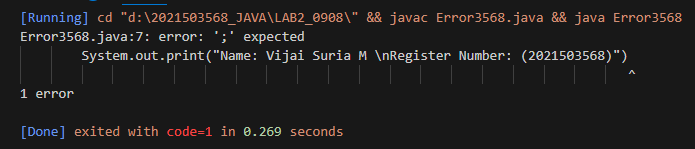 [Running] cd "d:\2021503568_JAVA\LAB2_0908\" && javac Error3568.java && java Error3568
Error3568.java:7: error: ';' expected
System.out.print("Name: Vijai Suria M \nRegister Number: (2021503568)")
^
1 error
[Done] exited with code=1 in 0.269 seconds